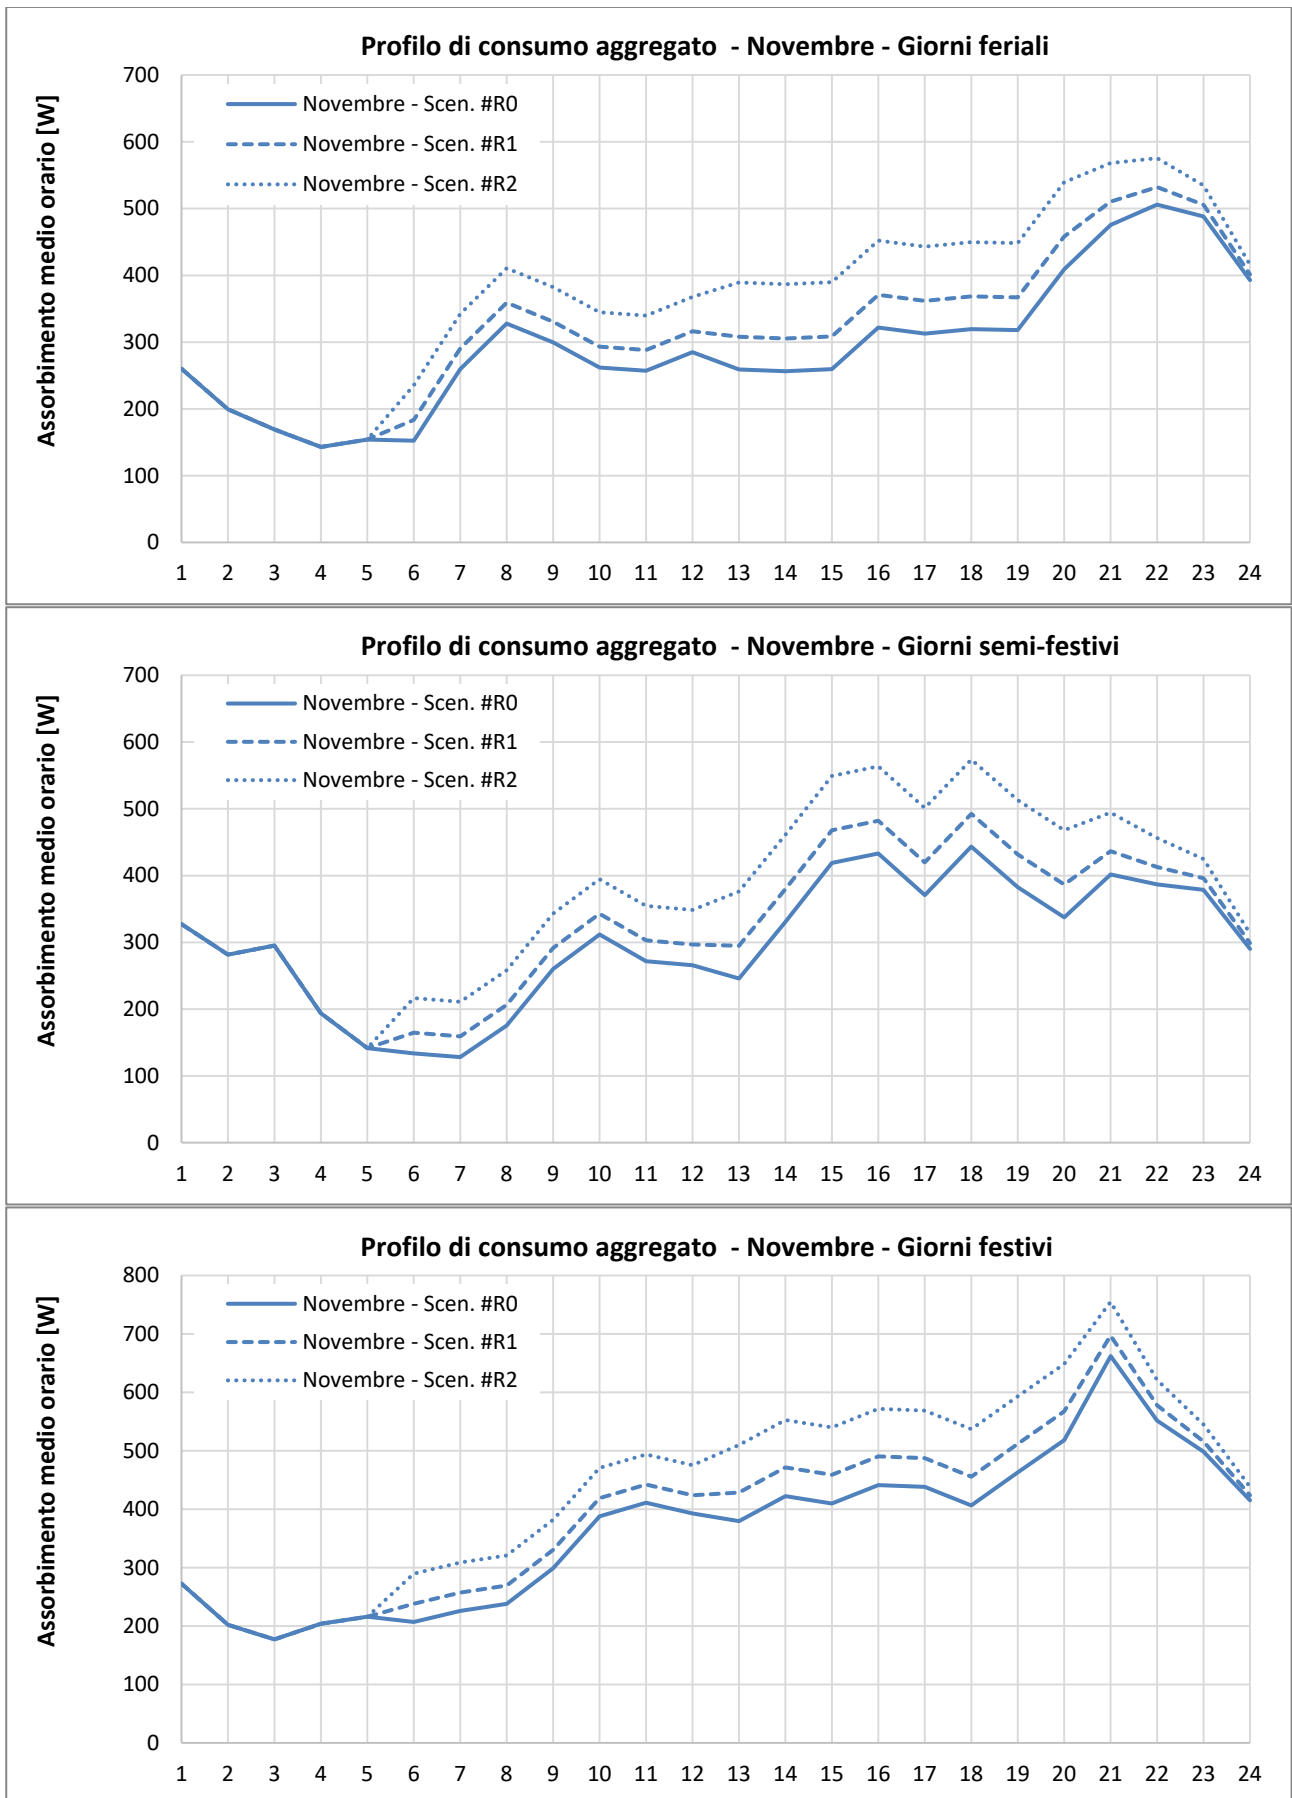 Profilo di consumo aggregato - Novembre - Giorni feriali
Assorbimento medio orario [W]
700
600
500
400
300
200
100
0
Novembre - Scen. #R0
Novembre - Scen. #R1
Novembre - Scen. #R2
1 2 3 4 5 6 7 8 9 10 11 12 13 14 15 16 17 18 19 20 21 22 23 24
Profilo di consumo aggregato - Novembre - Giorni semi-festivi
Assorbimento medio orario [W]
700
600
500
400
300
200
100
0
Novembre - Scen. #R0
Novembre - Scen. #R1
Novembre - Scen. #R2
1 2 3 4 5 6 7 8 9 10 11 12 13 14 15 16 17 18 19 20 21 22 23 24
Profilo di consumo aggregato - Novembre - Giorni festivi
Assorbimento medio orario [W]
800
700
600
500
400
300
200
100
0
Novembre - Scen. #R0
Novembre - Scen. #R1
Novembre - Scen. #R2
1 2 3 4 5 6 7 8 9 10 11 12 13 14 15 16 17 18 19 20 21 22 23 24